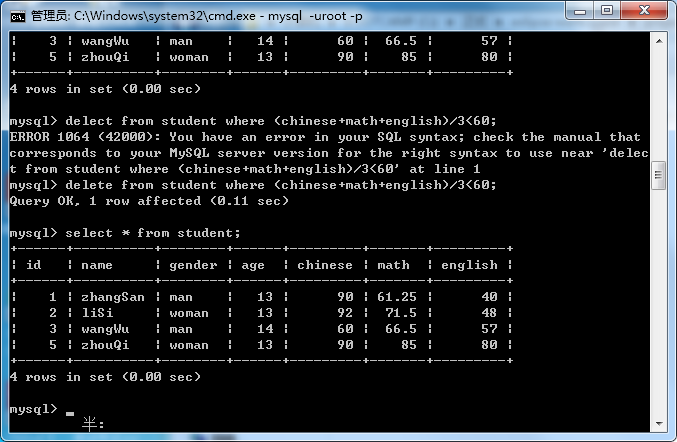 管理员: C:\Windows\system32\cmd.exe - mysql  -uroot -p
|    3 | wangWu   | man    |   14 |      60 |  66.5 |      57 |
|    5 | zhouQi   | woman  |   13 |      90 |    85 |      80 |
+------+----------+--------+------+---------+-------+---------+
4 rows in set (0.00 sec)
mysql> delect from student where (chinese+math+english)/3<60;
ERROR 1064 (42000): You have an error in your SQL syntax; check the manual that
corresponds to your MySQL server version for the right syntax to use near 'delec
t from student where (chinese+math+english)/3<60' at line 1
mysql> delete from student where (chinese+math+english)/3<60;
Query OK, 1 row affected (0.11 sec)
mysql> select * from student;
+------+----------+--------+------+---------+-------+---------+
| id   | name     | gender | age  | chinese | math  | english |
+------+----------+--------+------+---------+-------+---------+
|    1 | zhangSan | man    |   13 |      90 | 61.25 |      40 |
|    2 | liSi     | woman  |   13 |      92 |  71.5 |      48 |
|    3 | wangWu   | man    |   14 |      60 |  66.5 |      57 |
|    5 | zhouQi   | woman  |   13 |      90 |    85 |      80 |
+------+----------+--------+------+---------+-------+---------+
4 rows in set (0.00 sec)
mysql> _
半: